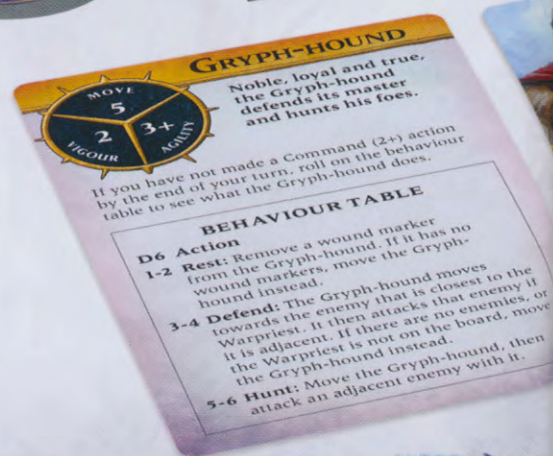 GRYPH-HOUND
MOVE
5
2
3+
VIGOUR
AGILITY
Noble, loyal and true,
the Gryph-hound
defends its master
and hunts his foes.
If you have not made a Command (2+) action
by the end of your turn, roll on the behaviour
table to see what the Gryph-hound does.
BEHAVIOUR TABLE
D6 Action
1-2 Rest: Remove a wound marker
from the Gryph-hound. If it has no
wound markers, move the Gryph-
hound instead.
3-4 Defend: The Gryph-hound moves
towards the enemy that is closest to the
Warpriest. It then attacks that enemy if
it is adjacent. If there are no enemies, or
the Warpriest is not on the board, move
the Gryph-hound instead.
5-6 Hunt: Move the Gryph-hound, then
attack an adjacent enemy with it.